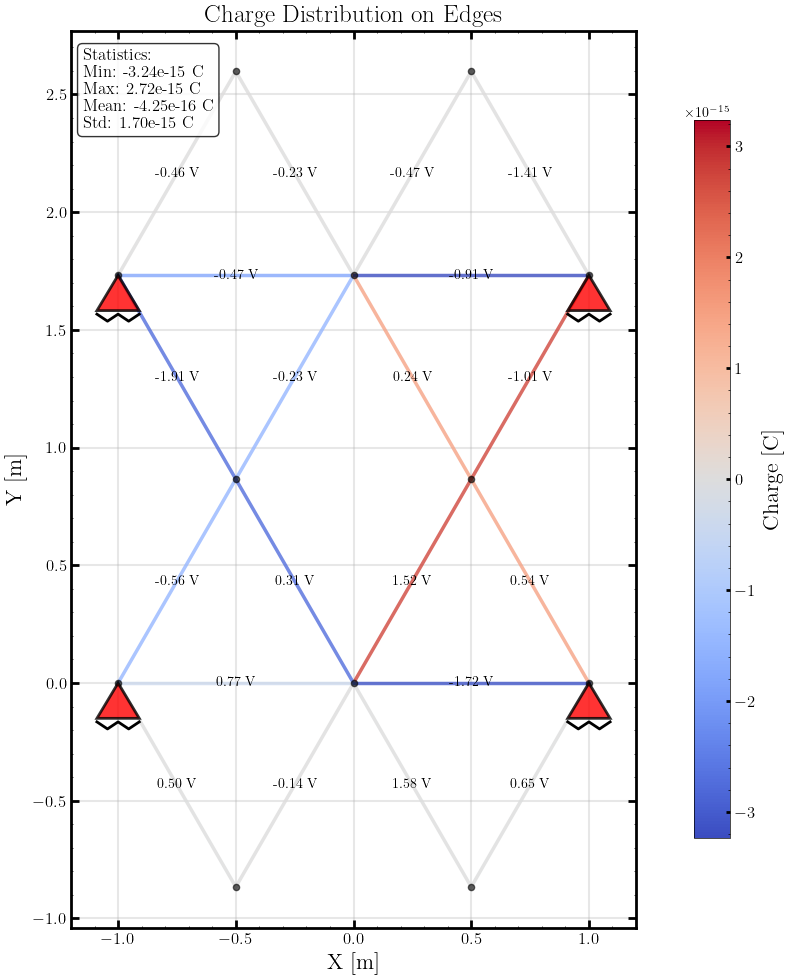 Charge Distribution on Edges
Statistics:
Min: -3.24e-15 C
Max: 2.72e-15 C
Mean: -4.25e-16 C
Std: 1.70e-15 C
×10⁻¹⁵
2.5
2.0
1.5
1.0
0.5
0.0
−0.5
−1.0
Y [m]
-0.46 V
-0.23 V
-0.47 V
-1.41 V
-0.47 V
-0.91 V
-1.91 V
-0.23 V
0.24 V
-1.01 V
-0.56 V
0.31 V
1.52 V
0.54 V
0.77 V
-1.72 V
0.50 V
-0.14 V
1.58 V
0.65 V
−1.0
−0.5
0.0
0.5
1.0
X [m]
3
2
1
0
−1
−2
−3
Charge [C]